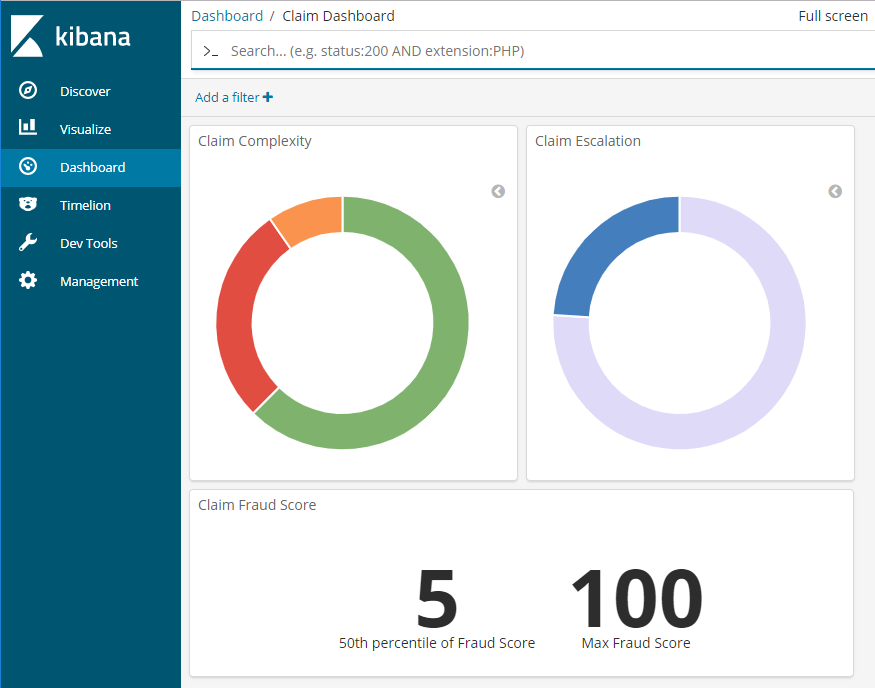 kibana
Discover
Visualize
Dashboard
Timelion
Dev Tools
Management
Dashboard / Claim Dashboard
Full screen
>_ Search... (e.g. status:200 AND extension:PHP)
Add a filter +
Claim Complexity
Claim Escalation
Claim Fraud Score
5
50th percentile of Fraud Score
100
Max Fraud Score